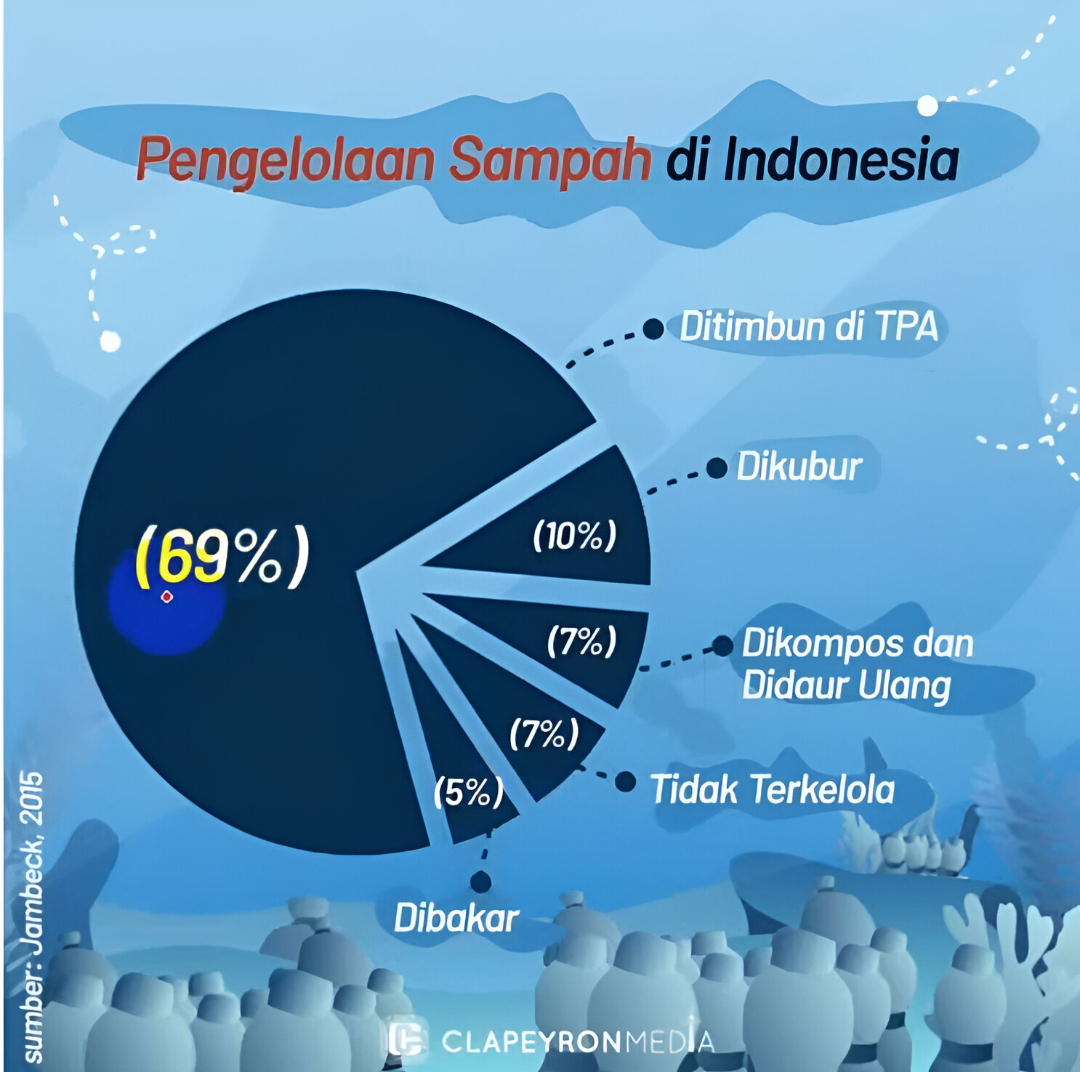 Pengelolaan Sampah di Indonesia
Ditimbun di TPA
Dikubur
(69%)
(10%)
(7%)
Dikompos dan
Didaur Ulang
(7%)
Tidak Terkelola
(5%)
Dibakar
sumber: Jambeck, 2015
CLAPEYRONMEDIA